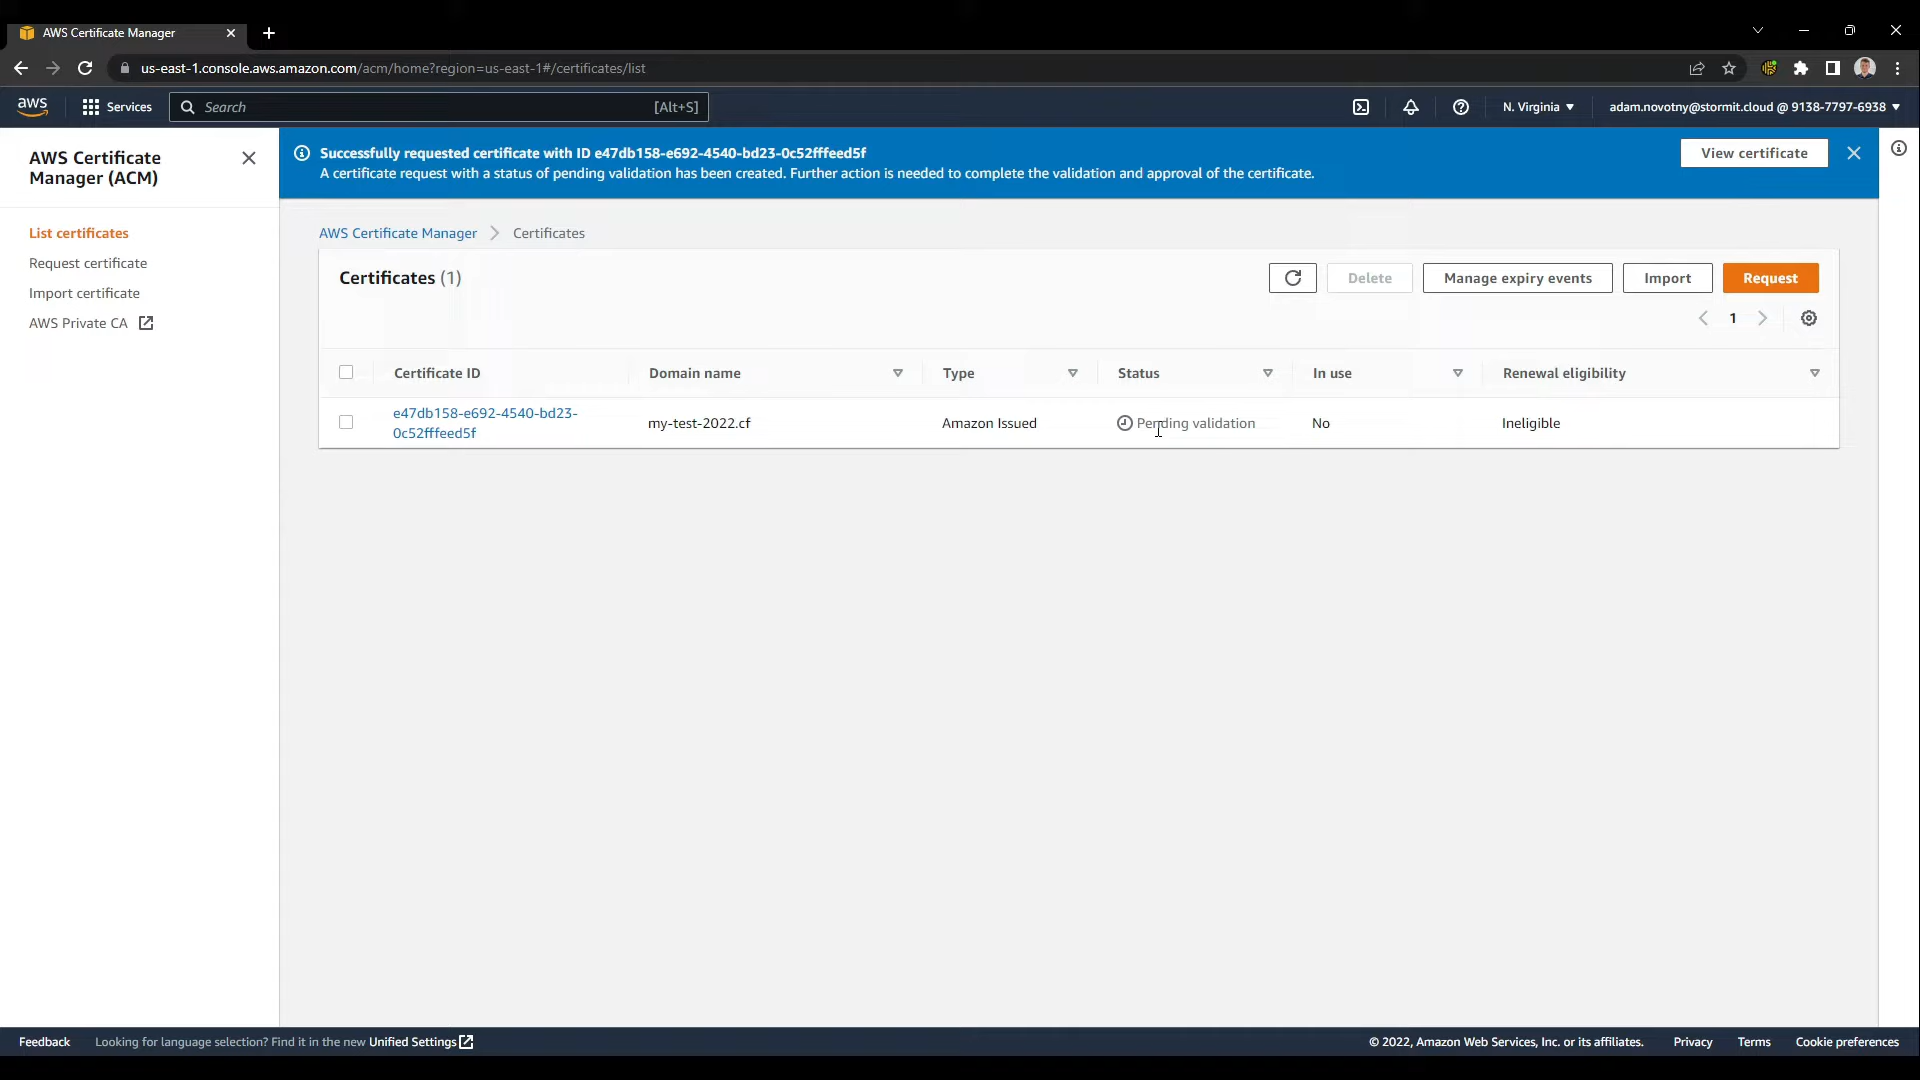 AWS Certificate Manager
us-east-1.console.aws.amazon.com/acm/home?region=us-east-1#/certificates/list
aws
Services
Search
[Alt+S]
N. Virginia
adam.novotny@stormit.cloud @ 9138-7797-6938
AWS Certificate
Manager (ACM)
List certificates
Request certificate
Import certificate
AWS Private CA
Successfully requested certificate with ID e47db158-e692-4540-bd23-0c52fffeed5f
A certificate request with a status of pending validation has been created. Further action is needed to complete the validation and approval of the certificate.
View certificate
AWS Certificate Manager
Certificates
Certificates (1)
Delete
Manage expiry events
Import
Request
1
Certificate ID
Domain name
Type
Status
In use
Renewal eligibility
e47db158-e692-4540-bd23-
0c52fffeed5f
my-test-2022.cf
Amazon Issued
Pending validation
No
Ineligible
Feedback
Looking for language selection? Find it in the new Unified Settings
© 2022, Amazon Web Services, Inc. or its affiliates.
Privacy
Terms
Cookie preferences